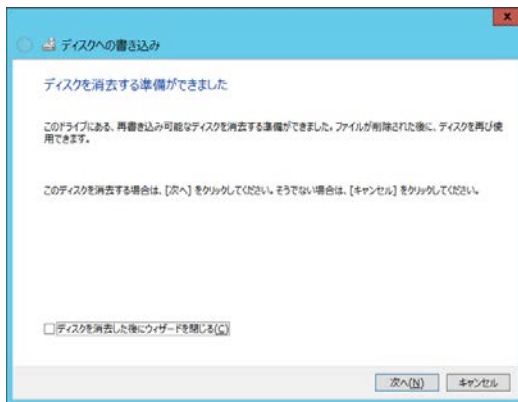 ディスクへの書き込み
ディスクを消去する準備ができました
このドライブにある、再書き込み可能なディスクを消去する準備ができました。ファイルが削除された後に、ディスクを再び使
用できます。
このディスクを消去する場合は、[次へ] をクリックしてください。そうでない場合は、[キャンセル] をクリックしてください。
ディスクを消去した後にウィザードを閉じる(C)
次へ(N) キャンセル